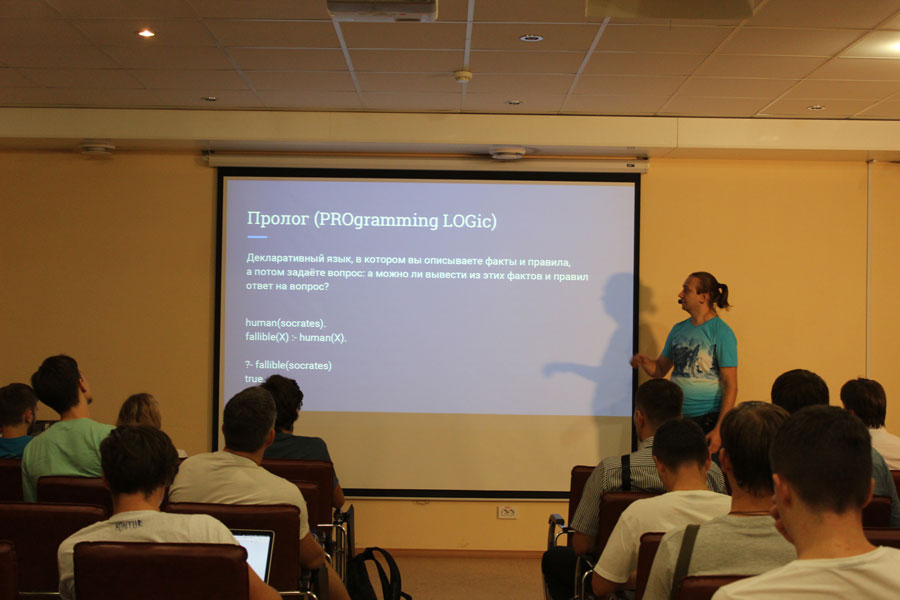 Пролог (PROgramming LOGic)
Декларативный язык, в котором вы описываете факты и правила,
а потом задаёте вопрос: а можно ли вывести из этих фактов и правил
ответ на вопрос?
human(socrates).
fallible(X) :- human(X).
?- fallible(socrates)
true.